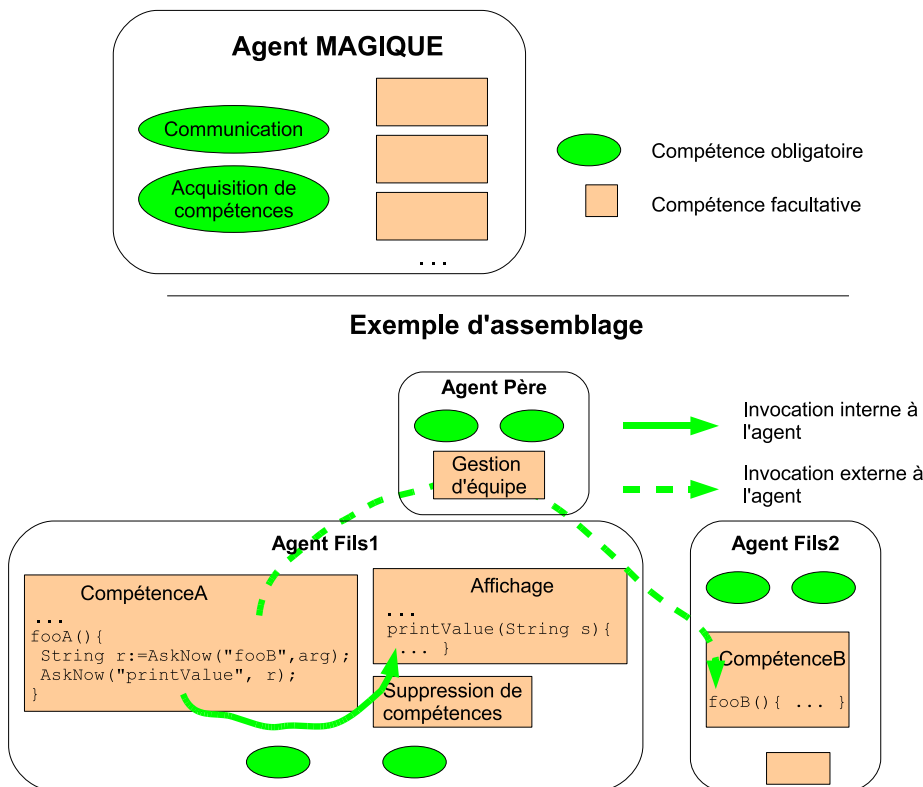 Agent MAGIQUE
Communication
Acquisition de
compétences
. . .
Compétence obligatoire
Compétence facultative
Exemple d'assemblage
Agent Père
Gestion
d'équipe
Invocation interne à
l'agent
Invocation externe à
l'agent
Agent Fils1
CompétenceA
...
fooA(){
String r:=AskNow("fooB",arg);
AskNow("printValue", r);
}
Affichage
...
printValue(String s){
... }
Suppression de
compétences
Agent Fils2
CompétenceB
fooB(){ ... }